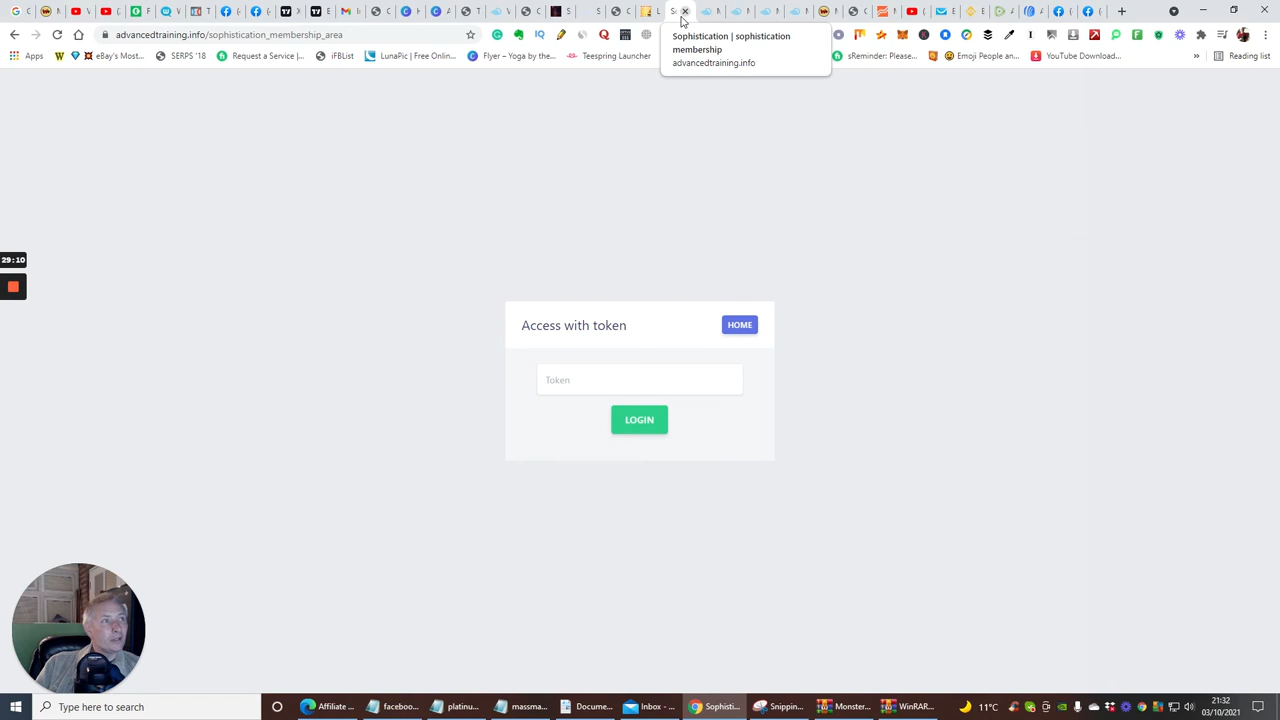 advancedtraining.info/sophistication_membership_area
Apps
eBay's Most...
SERPS '18
Request a Service |...
iFBList
LunaPic | Free Onlin...
Flyer – Yoga by the...
Teespring Launcher
Sophistication | sophistication
membership
advancedtraining.info
sReminder: Please...
Emoji People and...
YouTube Download...
»
Reading list
29:10
Access with token
HOME
Token
LOGIN
Type here to search
Affiliate ...
faceboo...
platinu...
massma...
Docume...
Inbox - ...
Sophisti...
Snippin...
Monster...
WinRAR...
11°C
21:32
03/10/2021